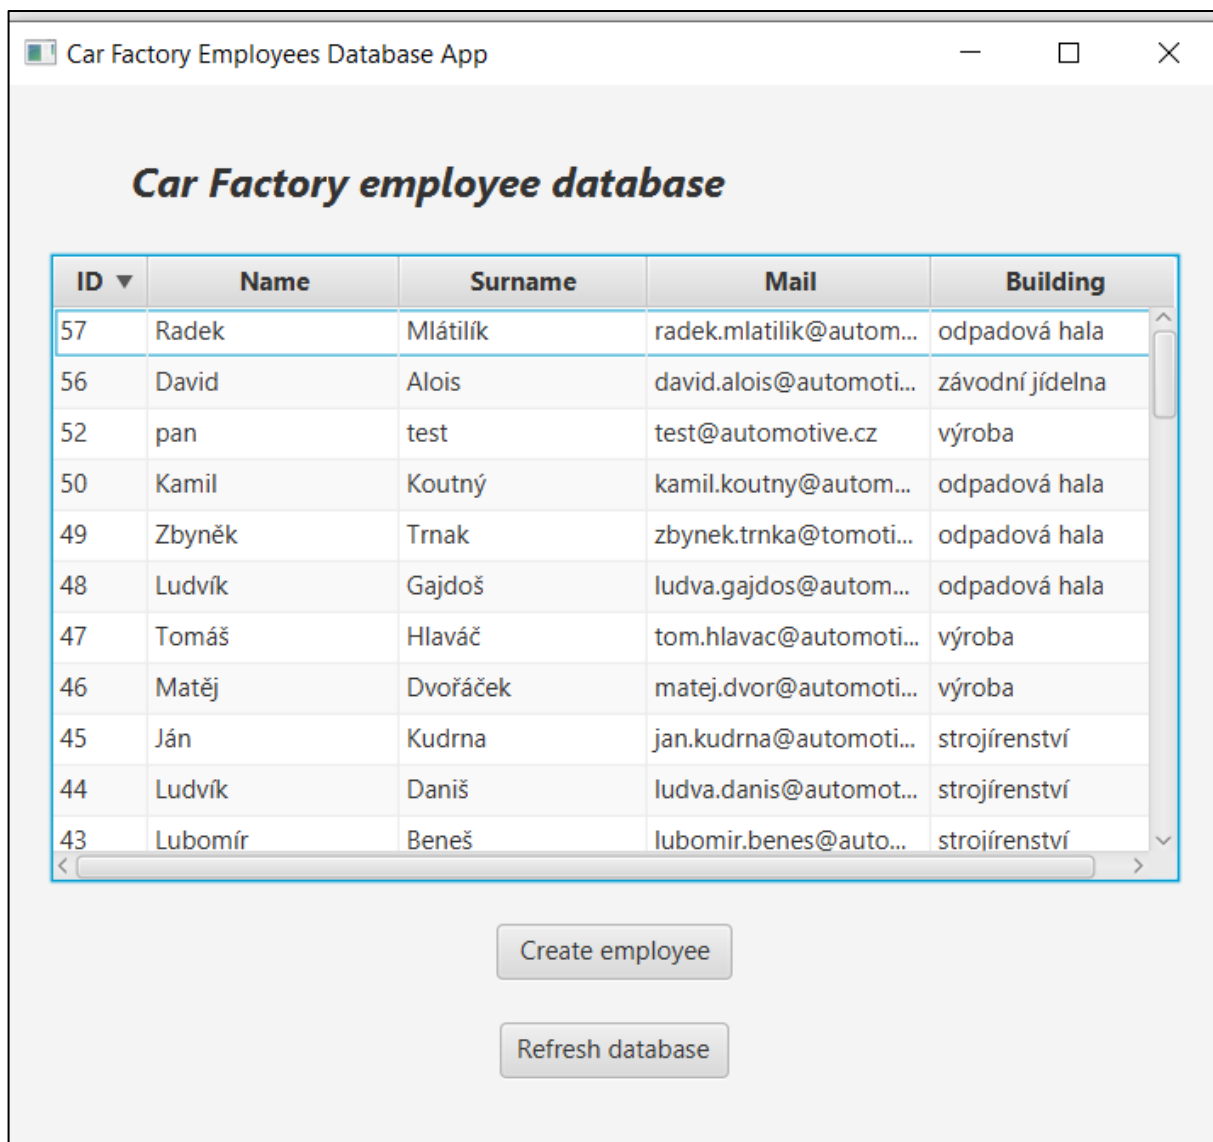 Car Factory Employees Database App
Car Factory employee database
ID Name Surname Mail Building
57 Radek Mlátilík radek.mlatilik@autom... odpadová hala
56 David Alois david.alois@automoti... závodní jídelna
52 pan test test@automotive.cz výroba
50 Kamil Koutný kamil.koutny@autom... odpadová hala
49 Zbyněk Trnak zbynek.trnka@tomoti... odpadová hala
48 Ludvík Gajdoš ludva.gajdos@autom... odpadová hala
47 Tomáš Hlaváč tom.hlavac@automoti... výroba
46 Matěj Dvořáček matej.dvor@automoti... výroba
45 Ján Kudrna jan.kudrna@automoti... strojírenství
44 Ludvík Daniš ludva.danis@automot... strojírenství
43 Lubomír Beneš lubomir.benes@auto... strojírenství
Create employee
Refresh database